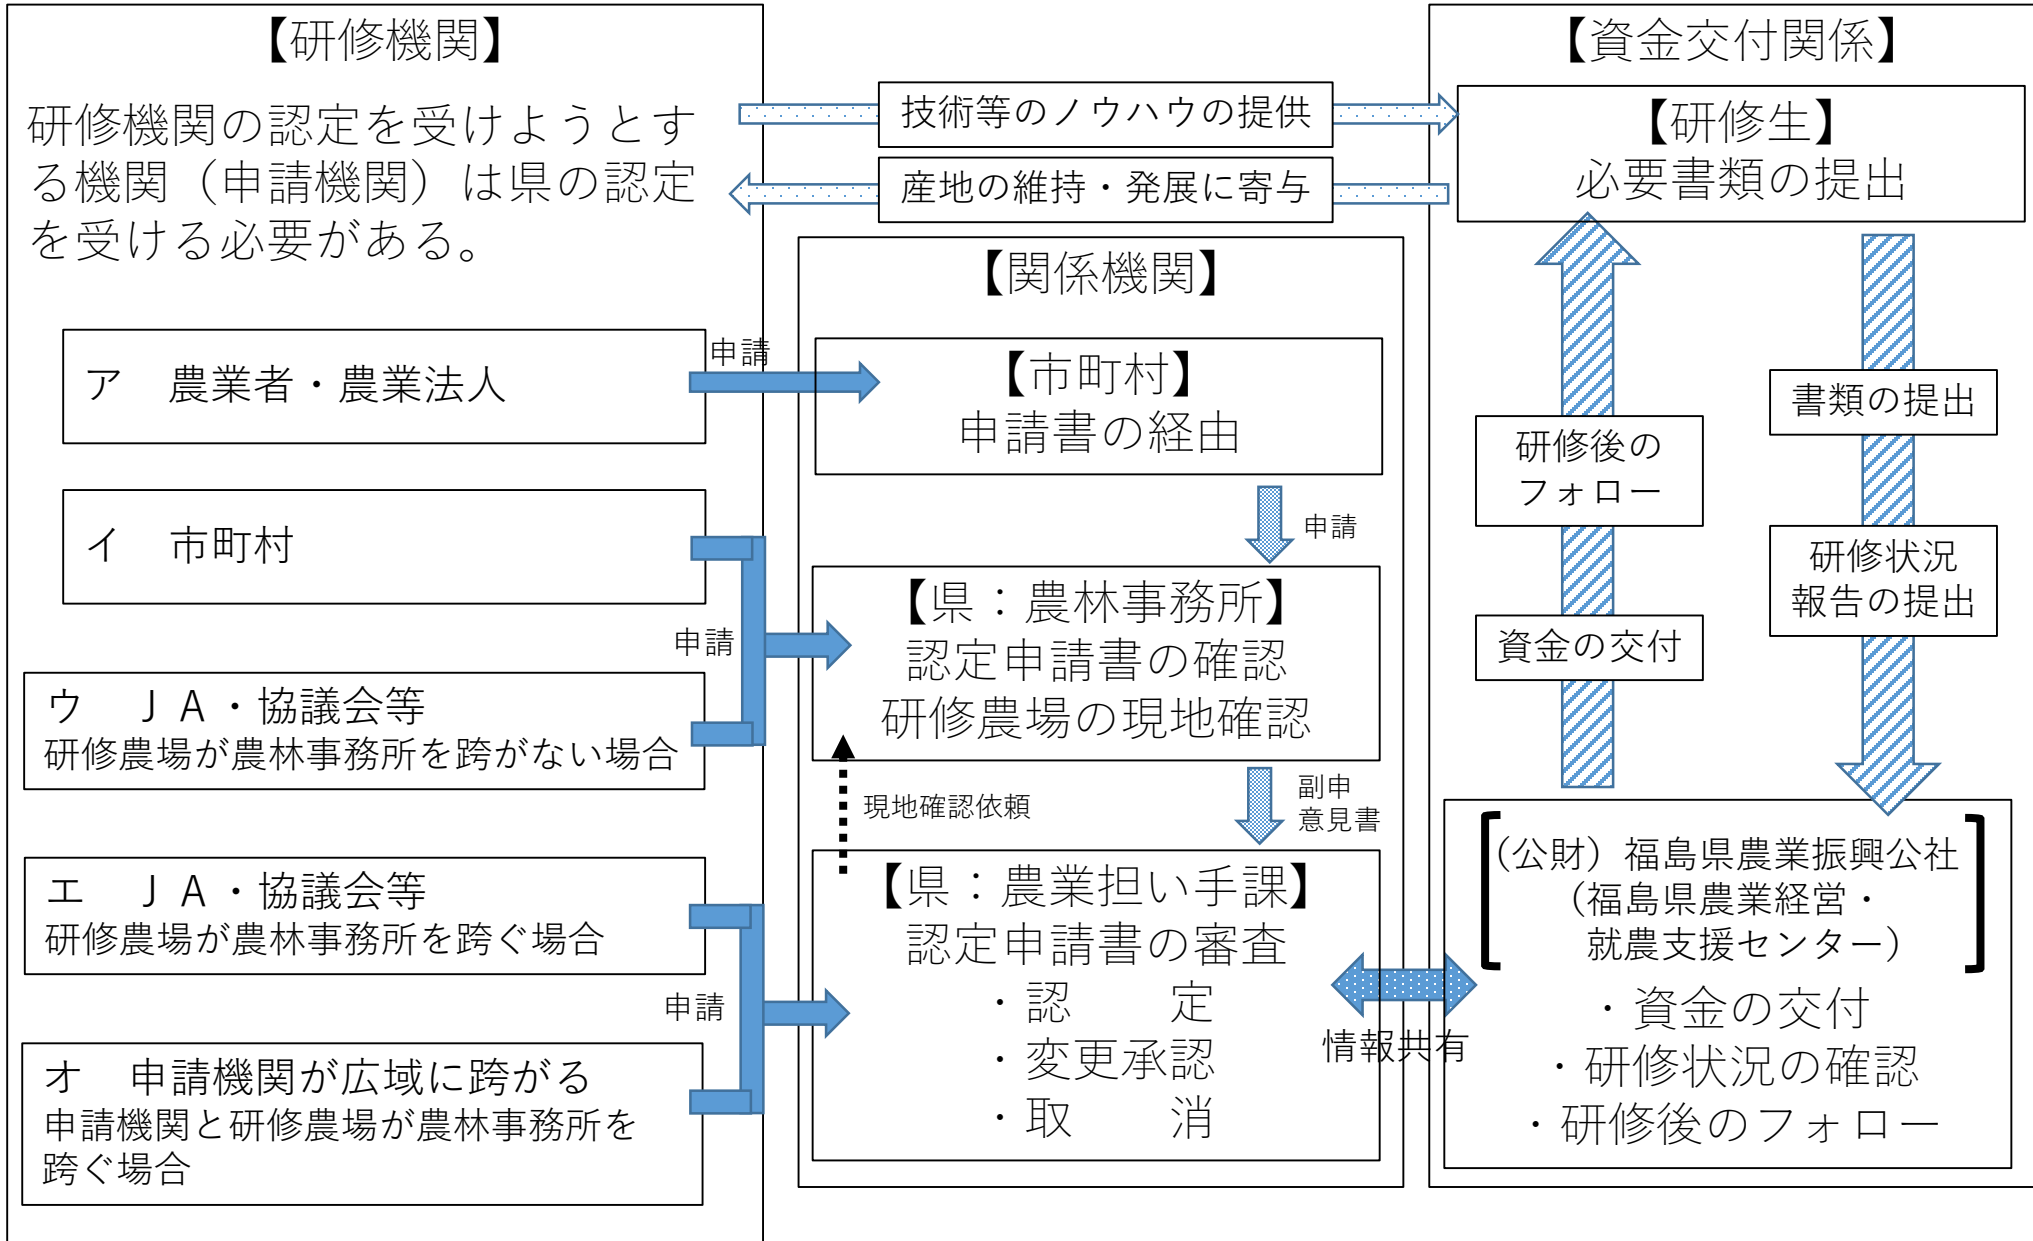 【研修機関】
研修機関の認定を受けようとす
る機関（申請機関）は県の認定
を受ける必要がある。
ア　農業者・農業法人
イ　市町村
ウ　ＪＡ・協議会等
研修農場が農林事務所を跨がない場合
エ　ＪＡ・協議会等
研修農場が農林事務所を跨ぐ場合
オ　申請機関が広域に跨がる
申請機関と研修農場が農林事務所を
跨ぐ場合
申請
申請
申請
技術等のノウハウの提供
産地の維持・発展に寄与
【関係機関】
【市町村】
申請書の経由
申請
【県：農林事務所】
認定申請書の確認
研修農場の現地確認
現地確認依頼
副申
意見書
【県：農業担い手課】
認定申請書の審査
・認　　定
・変更承認
・取　　消
情報共有
【資金交付関係】
【研修生】
必要書類の提出
研修後の
フォロー
資金の交付
書類の提出
研修状況
報告の提出
（公財）福島県農業振興公社
（福島県農業経営・
就農支援センター）
・資金の交付
・研修状況の確認
・研修後のフォロー